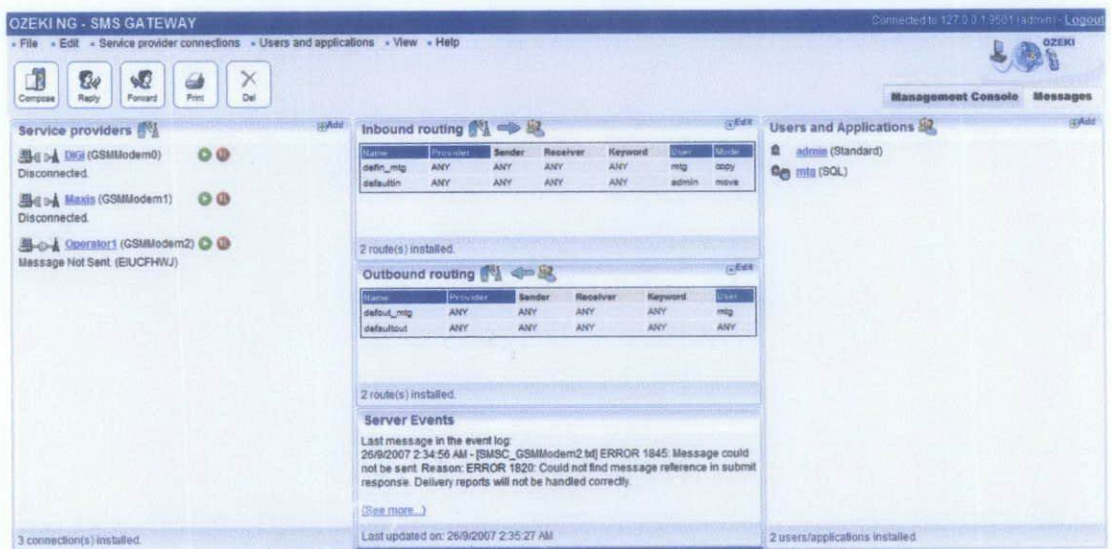 OZEKI NG - SMS GATEWAY
Connected to 127.0.0.1:9501 (admin) - Logout
File Edit Service provider connections Users and applications View Help
OZEKI
Compose Reply Forward Print Del
Management Console Messages
Service providers Add
DIGI (GSMModem0)
Disconnected.
Maxis (GSMModem1)
Disconnected.
Operator1 (GSMModem2)
Message Not Sent. (EIUCFHWJ)
3 connection(s) installed.
Inbound routing Edit
Name Provider Sender Receiver Keyword User Mode
defin_mtg ANY ANY ANY ANY mtg copy
defaultin ANY ANY ANY ANY admin move
2 route(s) installed.
Outbound routing Edit
Name Provider Sender Receiver Keyword User
defout_mtg ANY ANY ANY ANY mtg
defaultout ANY ANY ANY ANY ANY
2 route(s) installed.
Server Events
Last message in the event log:
26/9/2007 2:34:56 AM - [SMSC_GSMModem2.txt] ERROR 1845: Message could
not be sent. Reason: ERROR 1820: Could not find message reference in submit
response. Delivery reports will not be handled correctly.
(See more...)
Last updated on: 26/9/2007 2:35:27 AM
Users and Applications Add
admin (Standard)
mtg (SQL)
2 users/applications installed.